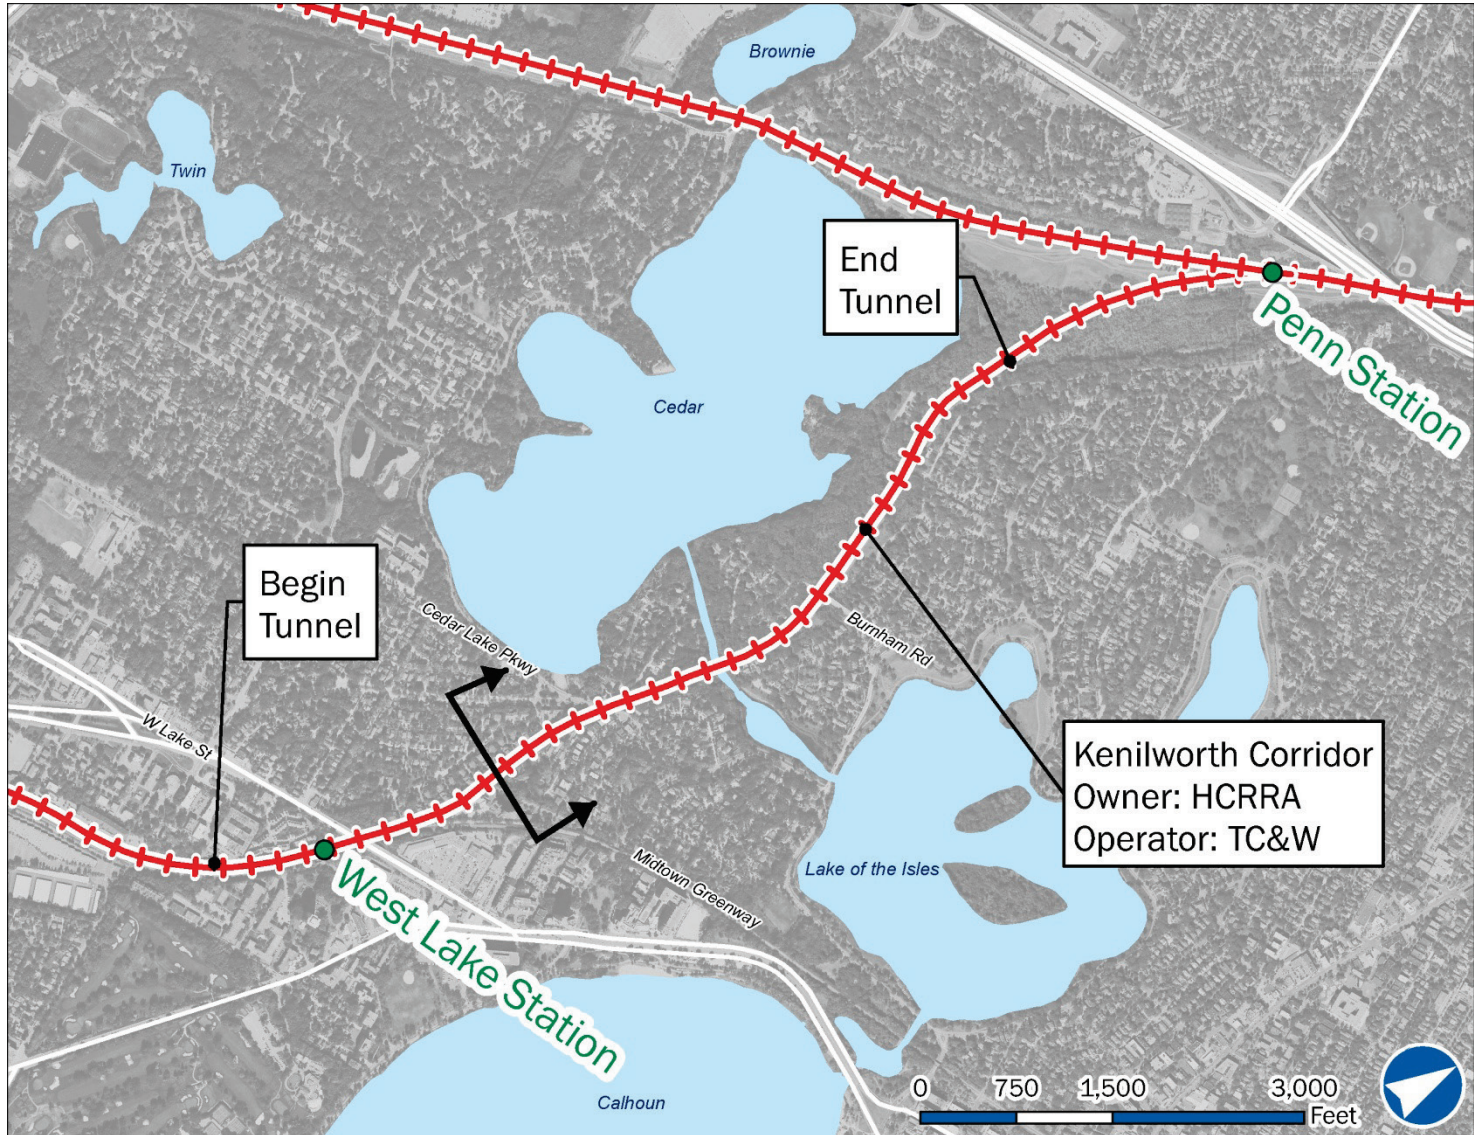 Brownie
Twin
End
Tunnel
Penn Station
Cedar
Begin
Tunnel
Cedar Lake Pkwy
Burnham Rd
W Lake St
Kenilworth Corridor
Owner: HCRRA
Operator: TC&W
Midtown Greenway
Lake of the Isles
West Lake Station
Calhoun
0 750 1,500 3,000
Feet